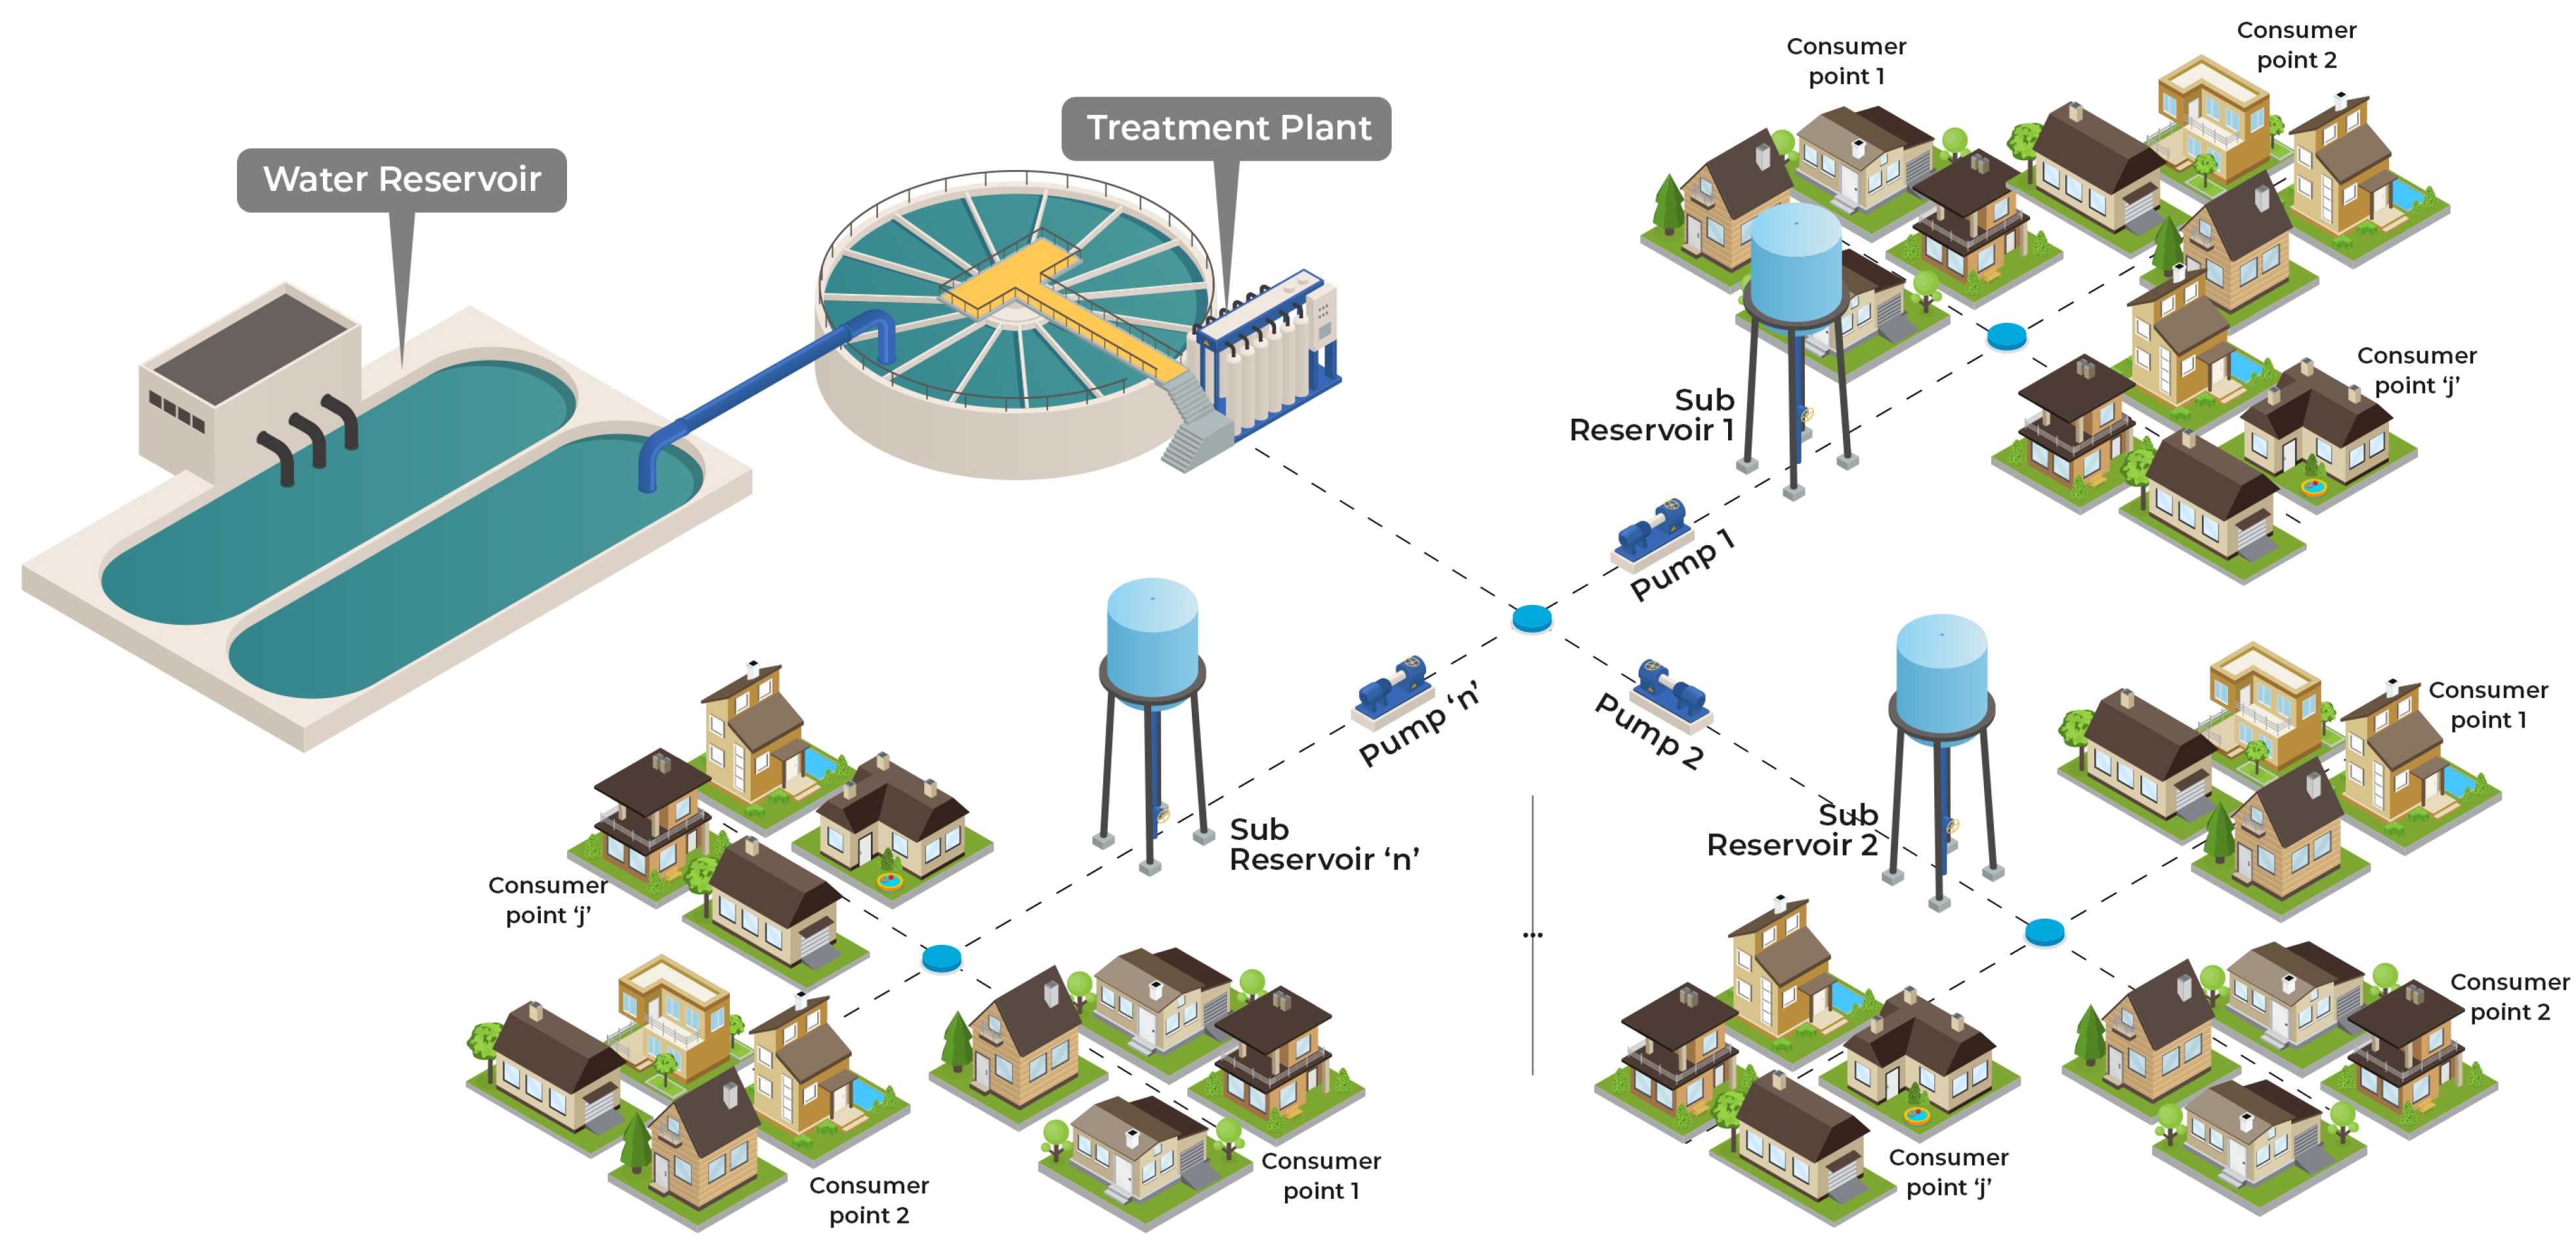 Consumer
point 1
Consumer
point 2
Treatment Plant
Water Reservoir
Consumer
point ‘j’
Sub
Reservoir 1
Pump 1
Pump ‘n’
Pump 2
Consumer
point 1
Sub
Reservoir ‘n’
Sub
Reservoir 2
Consumer
point ‘j’
...
Consumer
point 2
Consumer
point 1
Consumer
point ‘j’
Consumer
point 2